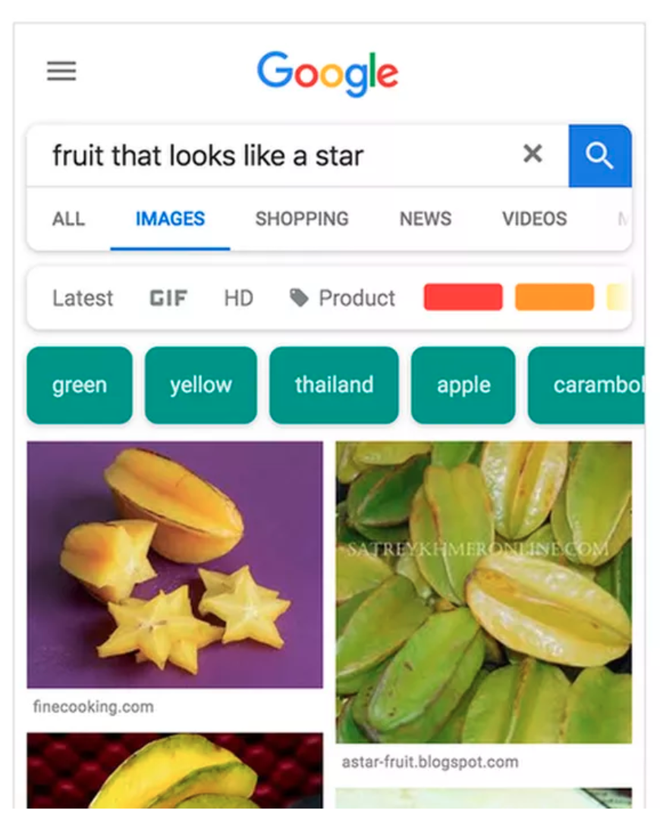 Google
fruit that looks like a star
ALL IMAGES SHOPPING NEWS VIDEOS
Latest GIF HD Product
green yellow thailand apple carambol
SATREYKHMERONLINE.COM
finecooking.com
astar-fruit.blogspot.com